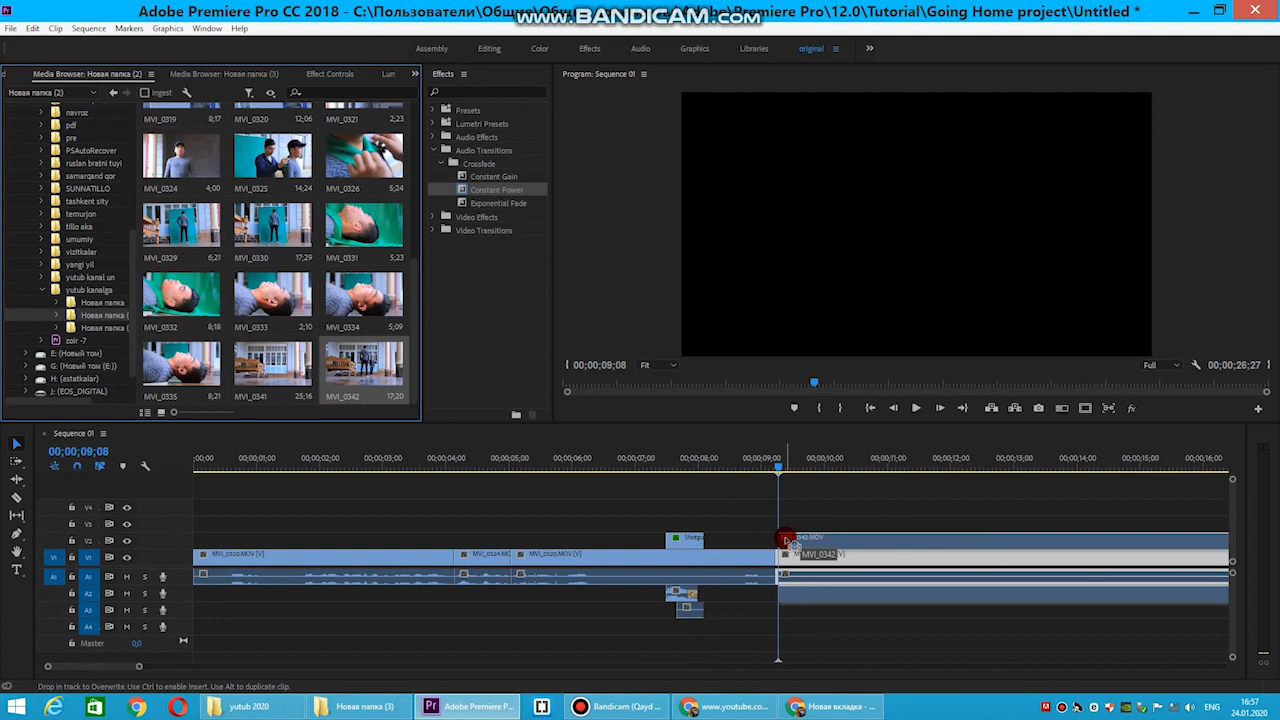 Adobe Premiere Pro CC 2018 - C:\Пользователи\Общие\Общ
be\Premiere Pro\12.0\Tutorial\Going Home project\Untitled *
www.BANDICAM.com
File Edit Clip Sequence Markers Graphics Window Help
Assembly Editing Color Effects Audio Graphics Libraries original
Media Browser: Новая папка (2) Media Browser: Новая папка (3) Effect Controls Lum
Новая папка (2) Ingest
navroz
pdf
pre
PSAutoRecover
ruslan bratni tuyi
samarqand qor
SUNNATILLO
tashkent sity
temurjon
tillo aka
umumiy
vizitkalar
yangi yil
yutub kanal un
yutub kanalga
Новая папка
Новая папка (
Новая папка (
zoir -7
E: (Новый том)
G: (Новый том (E:))
H: (astatkalar)
J: (EOS_DIGITAL)
MVI_0319 8;17 MVI_0320 12;06 MVI_0321 2;23
MVI_0324 4;00 MVI_0325 14;24 MVI_0326 5;24
MVI_0329 6;21 MVI_0330 17;29 MVI_0331 5;23
MVI_0332 8;18 MVI_0333 2;10 MVI_0334 5;09
MVI_0335 8;21 MVI_0341 25;16 MVI_0342 17;20
Effects
Presets
Lumetri Presets
Audio Effects
Audio Transitions
Crossfade
Constant Gain
Constant Power
Exponential Fade
Video Effects
Video Transitions
Program: Sequence 01
00;00;09;08 Fit Full 00;00;26;27
Sequence 01
00;00;09;08
;00;00 00;00;01;00 00;00;02;00 00;00;03;00 00;00;04;00 00;00;05;00 00;00;06;00 00;00;07;00 00;00;08;00 00;00;09;00 00;00;10;00 00;00;11;00 00;00;12;00 00;00;13;00 00;00;14;00 00;00;15;00 00;00;16;00
V4
V3
V2 Shotgu 0342.MOV
V1 V1 MVI_0320.MOV [V] MVI_0324.MO MVI_0320.MOV [V] MVI_0342
A1 A1 M S
A2 M S
A3 M S
A4 M S
Master 0,0
Drop in track to Overwrite. Use Ctrl to enable Insert. Use Alt to duplicate clip.
yutub 2020 Новая папка (3) Adobe Premiere P... Bandicam (Qayd ... www.youtube.co... Новая вкладка - ... ENG 16:57
24.01.2020